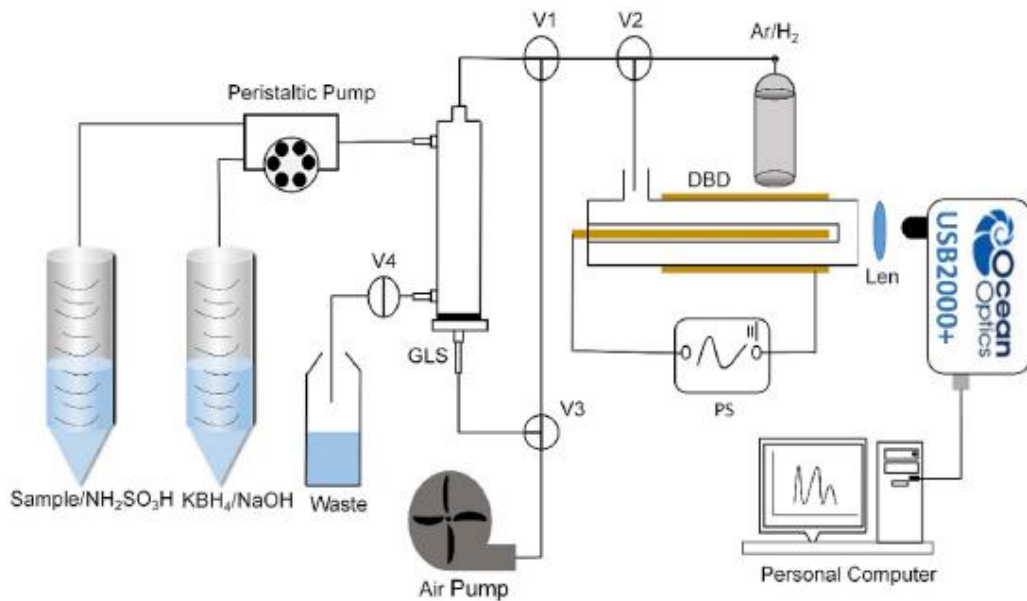 V1
V2
Ar/H₂
Peristaltic Pump
DBD
V4
Len
Ocean
Optics
USB2000+
GLS
PS
V3
Sample/NH₂SO₃H
KBH₄/NaOH
Waste
Air Pump
Personal Computer